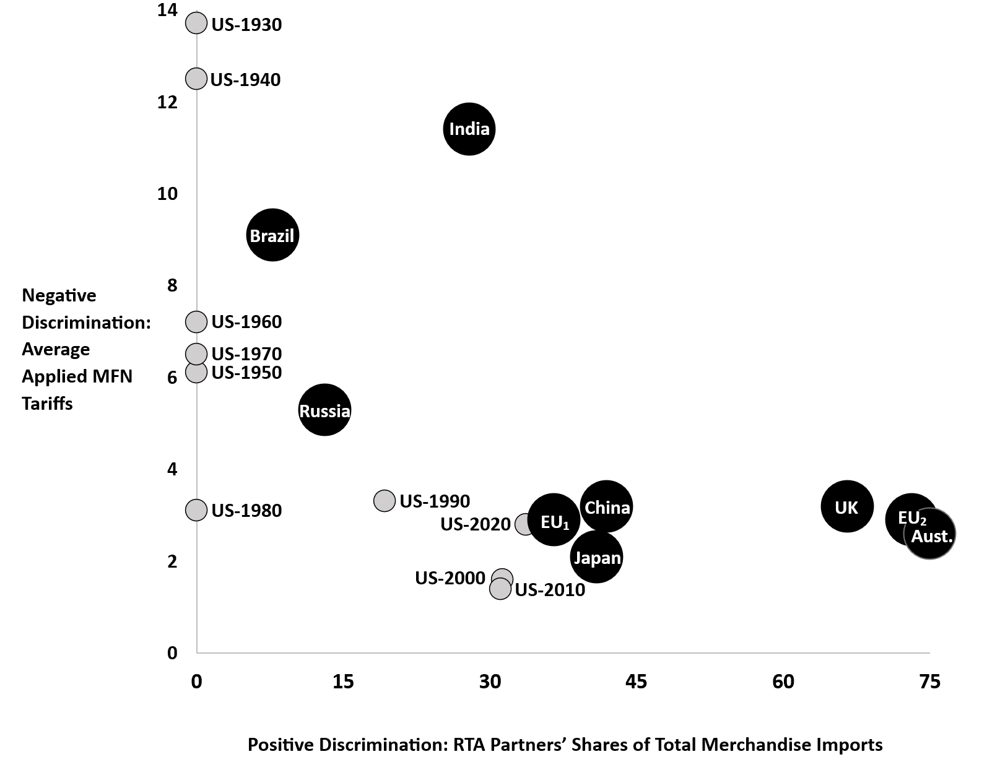 14
US-1930
US-1940
12
India
10
Brazil
8
Negative
Discrimination:
Average
Applied MFN
Tariffs
US-1960
US-1970
6
US-1950
Russia
4
US-1980
US-1990
China
UK
US-2020
EU₁
EU₂
Aust.
2
Japan
US-2000
US-2010
0
0 15 30 45 60 75
Positive Discrimination: RTA Partners’ Shares of Total Merchandise Imports